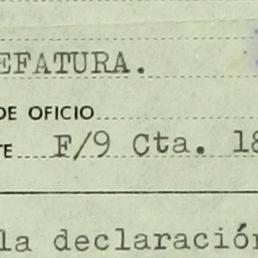 EFATURA.
DE OFICIO
TE F/9 Cta. 18
la declaración